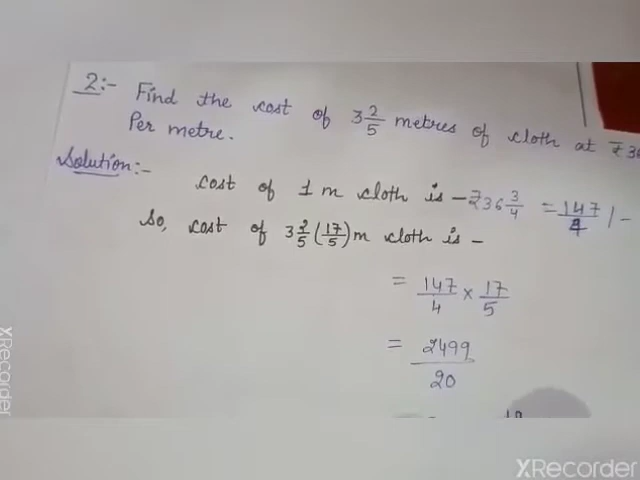 2:- Find the cost of 3 2/5 metres of cloth at ₹36
Per metre.
Solution:-
cost of 1 m cloth is - ₹36 3/4 = 147/4 /-
So, cost of 3 2/5 (17/5) m cloth is -
= 147/4 × 17/5
= 2499/20
XRecorder
XRecorder